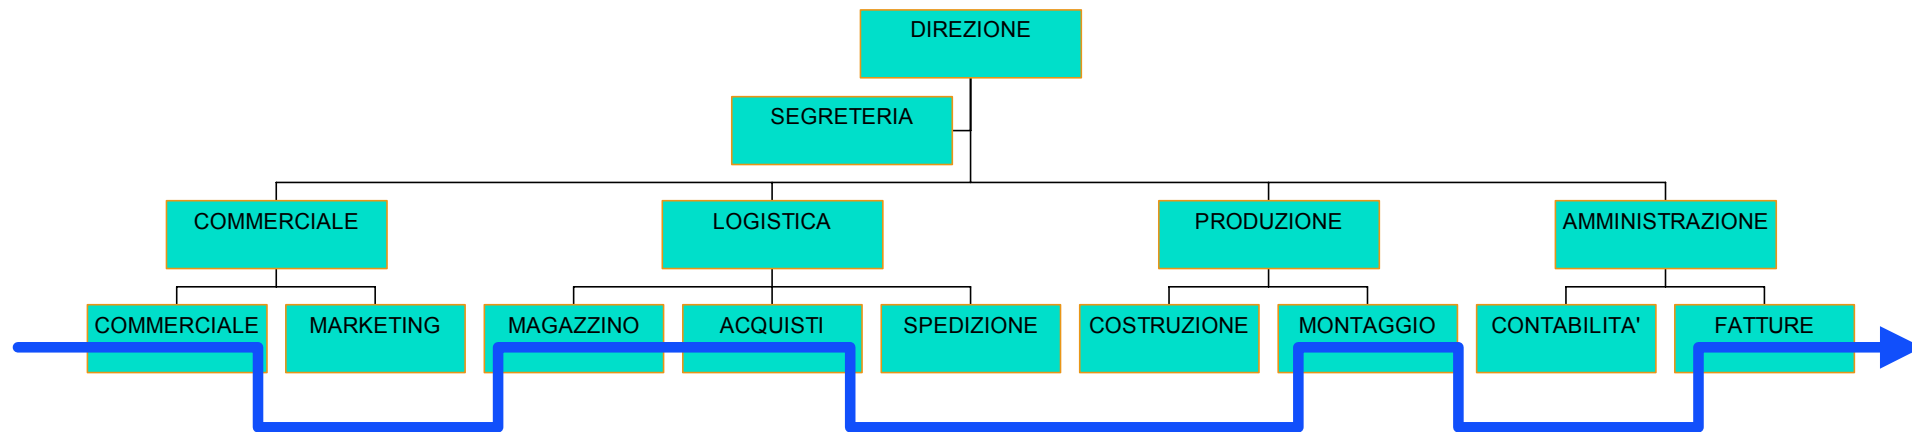 DIREZIONE
SEGRETERIA
COMMERCIALE
LOGISTICA
PRODUZIONE
AMMINISTRAZIONE
COMMERCIALE
MARKETING
MAGAZZINO
ACQUISTI
SPEDIZIONE
COSTRUZIONE
MONTAGGIO
CONTABILITA'
FATTURE